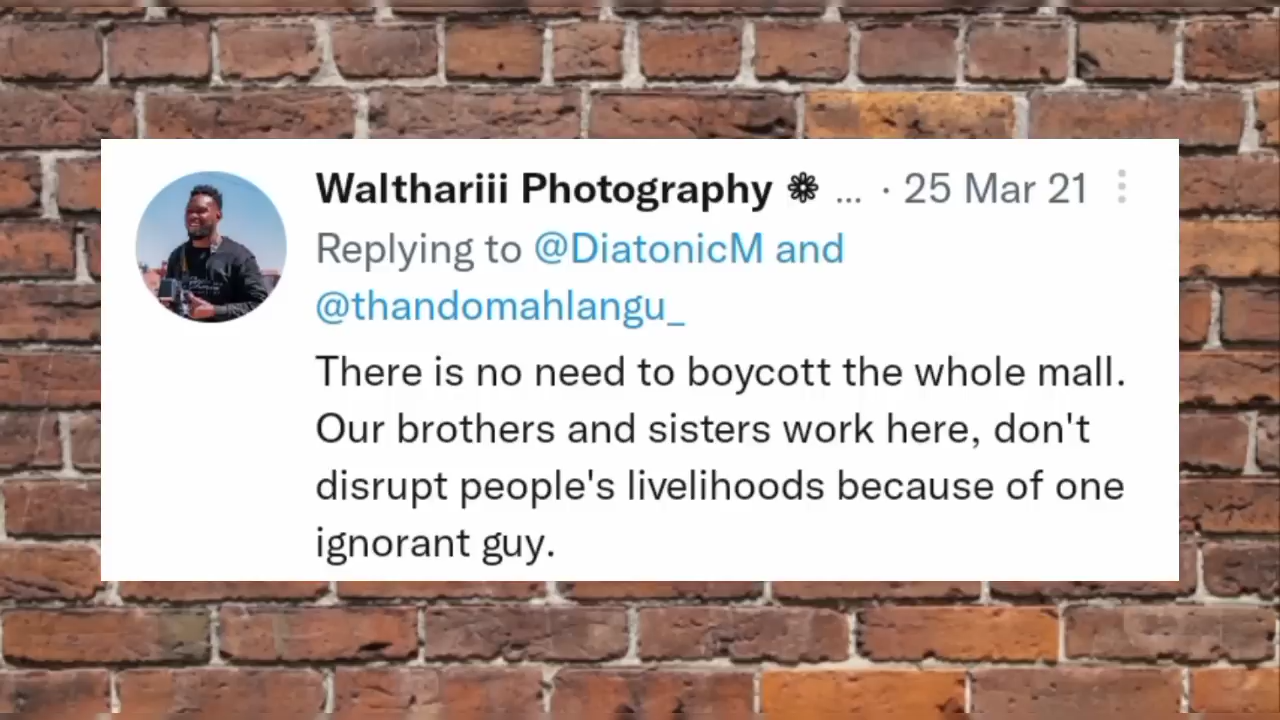 Walthariii Photography ❁ ... · 25 Mar 21
Replying to @DiatonicM and
@thandomahlangu_
There is no need to boycott the whole mall.
Our brothers and sisters work here, don't
disrupt people's livelihoods because of one
ignorant guy.